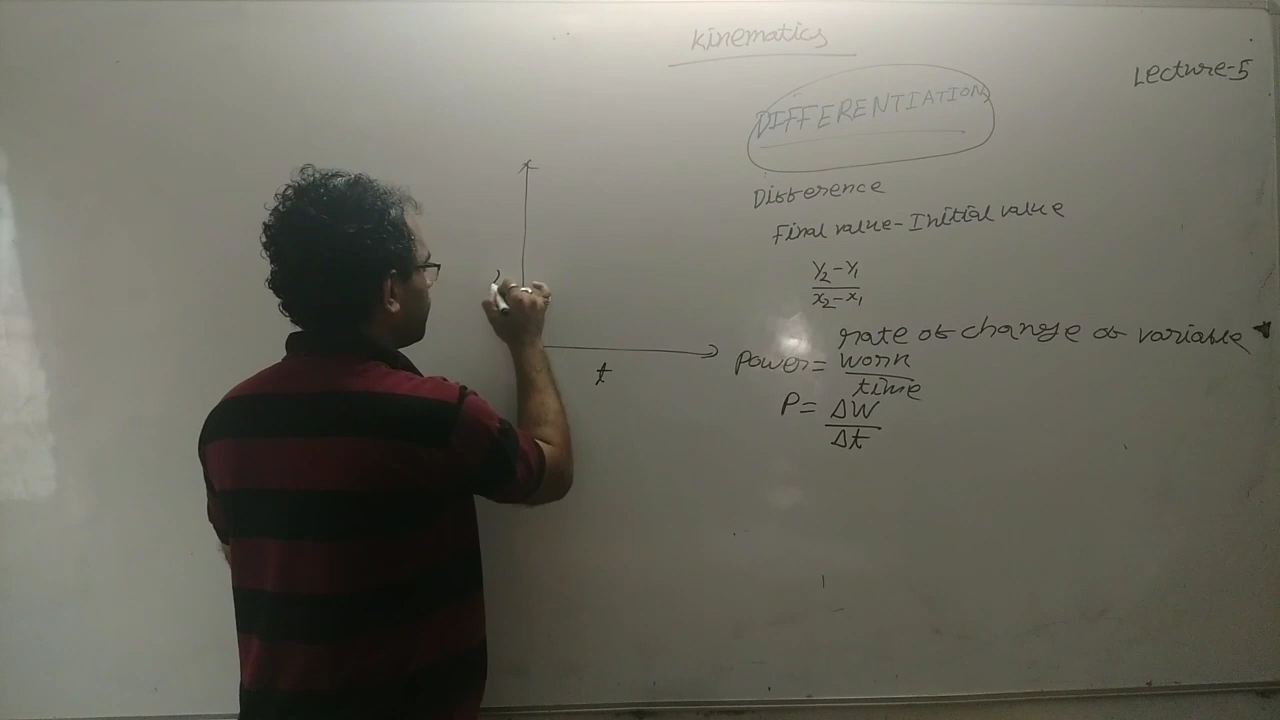 Kinematics
Lecture-5
DIFFERENTIATION
Difference
Final value - Initial value
y₂-y₁
x₂-x₁
rate of change of variable
Power = work
time
P = ΔW
Δt
t